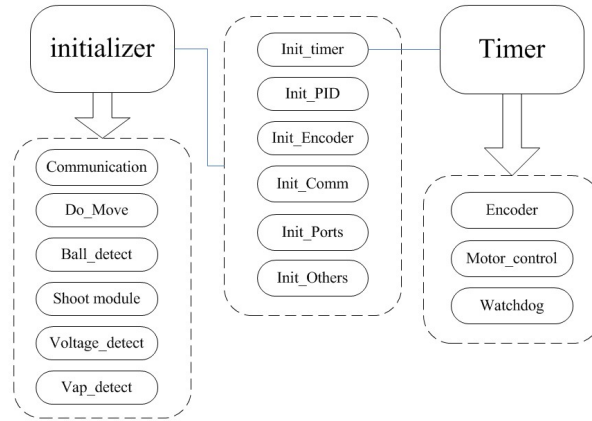 initializer
Communication
Do_Move
Ball_detect
Shoot module
Voltage_detect
Vap_detect
Init_timer
Init_PID
Init_Encoder
Init_Comm
Init_Ports
Init_Others
Timer
Encoder
Motor_control
Watchdog